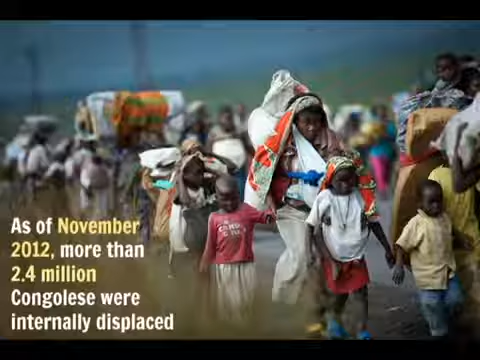 As of November
2012, more than
2.4 million
Congolese were
internally displaced